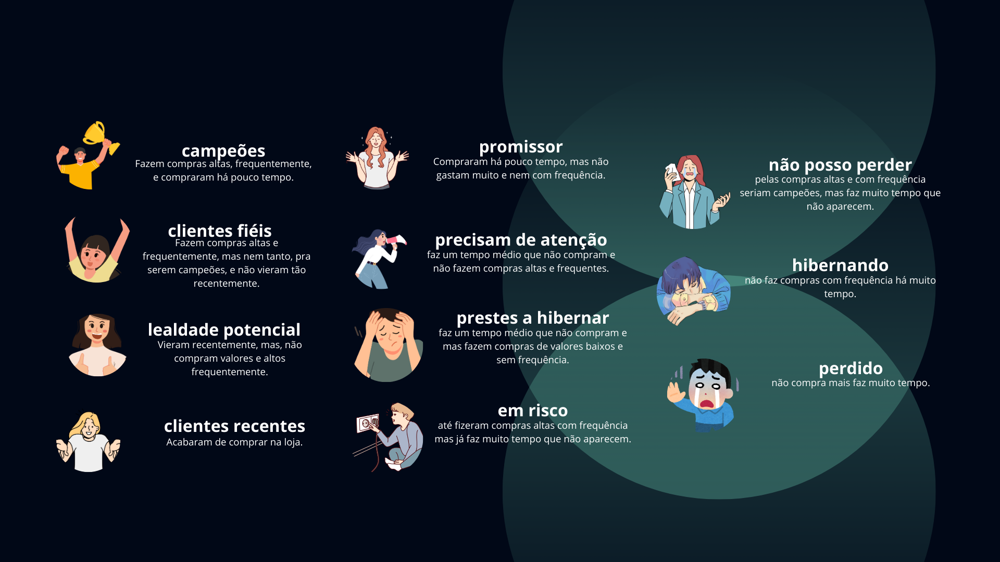 campeões
Fazem compras altas, frequentemente,
e compraram há pouco tempo.
clientes fiéis
Fazem compras altas e
frequentemente, mas nem tanto, pra
serem campeões, e não vieram tão
recentemente.
lealdade potencial
Vieram recentemente, mas, não
compram valores e altos
frequentemente.
clientes recentes
Acabaram de comprar na loja.
promissor
Compraram há pouco tempo, mas não
gastam muito e nem com frequência.
precisam de atenção
faz um tempo médio que não compram e
não fazem compras altas e frequentes.
prestes a hibernar
faz um tempo médio que não compram e
mas fazem compras de valores baixos e
sem frequência.
em risco
até fizeram compras altas com frequência
mas já faz muito tempo que não aparecem.
não posso perder
pelas compras altas e com frequência
seriam campeões, mas faz muito tempo que
não aparecem.
hibernando
não faz compras com frequência há muito
tempo.
perdido
não compra mais faz muito tempo.